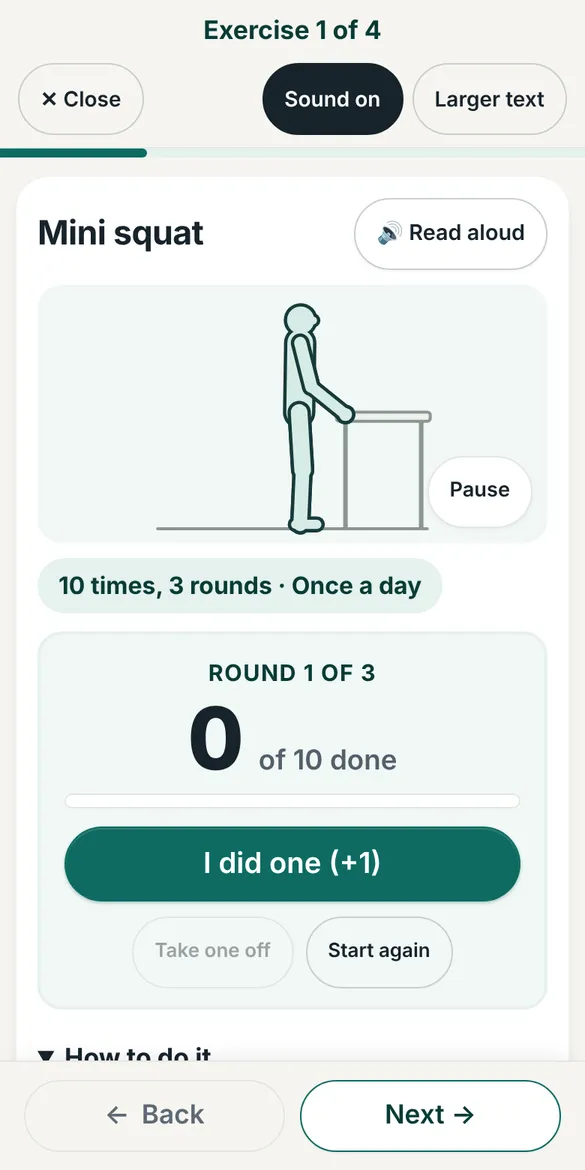 Exercise 1 of 4
✕ Close
Sound on
Larger text
Mini squat
🔊 Read aloud
Pause
10 times, 3 rounds · Once a day
ROUND 1 OF 3
0 of 10 done
I did one (+1)
Take one off
Start again
▼ How to do it
← Back
Next →